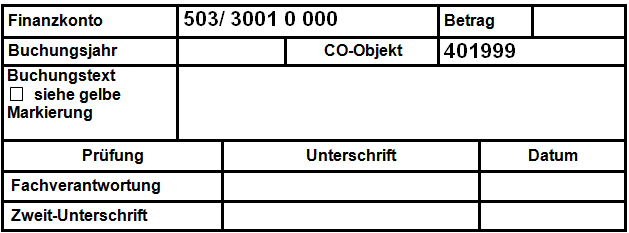 Finanzkonto 503/ 3001 0 000 Betrag
Buchungsjahr CO-Objekt 401999
Buchungstext
siehe gelbe
Markierung
Prüfung Unterschrift Datum
Fachverantwortung
Zweit-Unterschrift